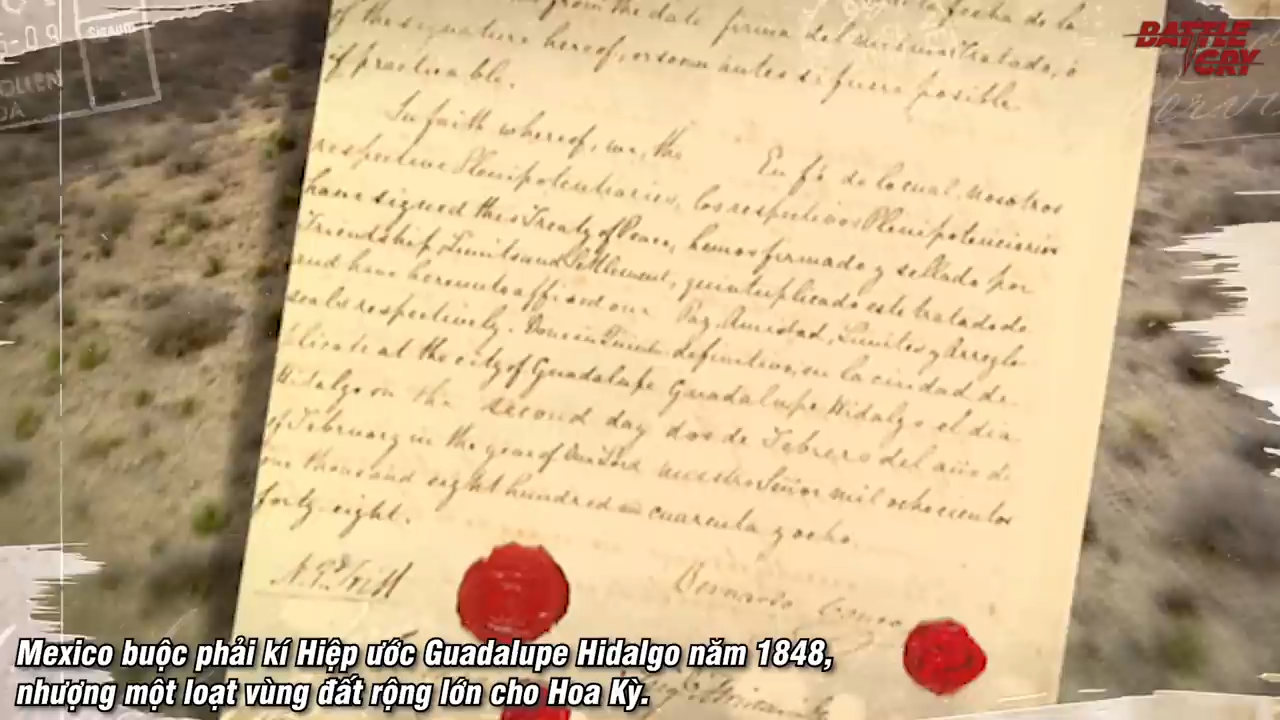 BATTLE
CRY
of the signature hereof, or sooner
if practicable.
from the date
de la fecha de la
firma del mismo tratado, ó
antes si fuere posible.
In faith whereof, we, the
respective Plenipotentiaries,
have signed this Treaty of Peace,
Friendship, Limits and Settlement,
and have hereunto affixed our
seals respectively. Done in Quintu-
plicate at the city of Guadalupe
Hidalgo on the second day
of February in the year of Our Lord
one thousand eight hundred and
forty-eight.
En fé de lo cual, nosotros
los respectivos Plenipotenciarios
hemos firmado y sellado por
quintuplicado este tratado de
Paz, Amistad, Límites y Arreglo
definitivo, en la ciudad de
Guadalupe Hidalgo el dia
dos de Febrero del año de
nuestro Señor mil ochocientos
cuarenta y ocho.
Bernardo Couto
Mexico buộc phải kí Hiệp ước Guadalupe Hidalgo năm 1848,
nhượng một loạt vùng đất rộng lớn cho Hoa Kỳ.